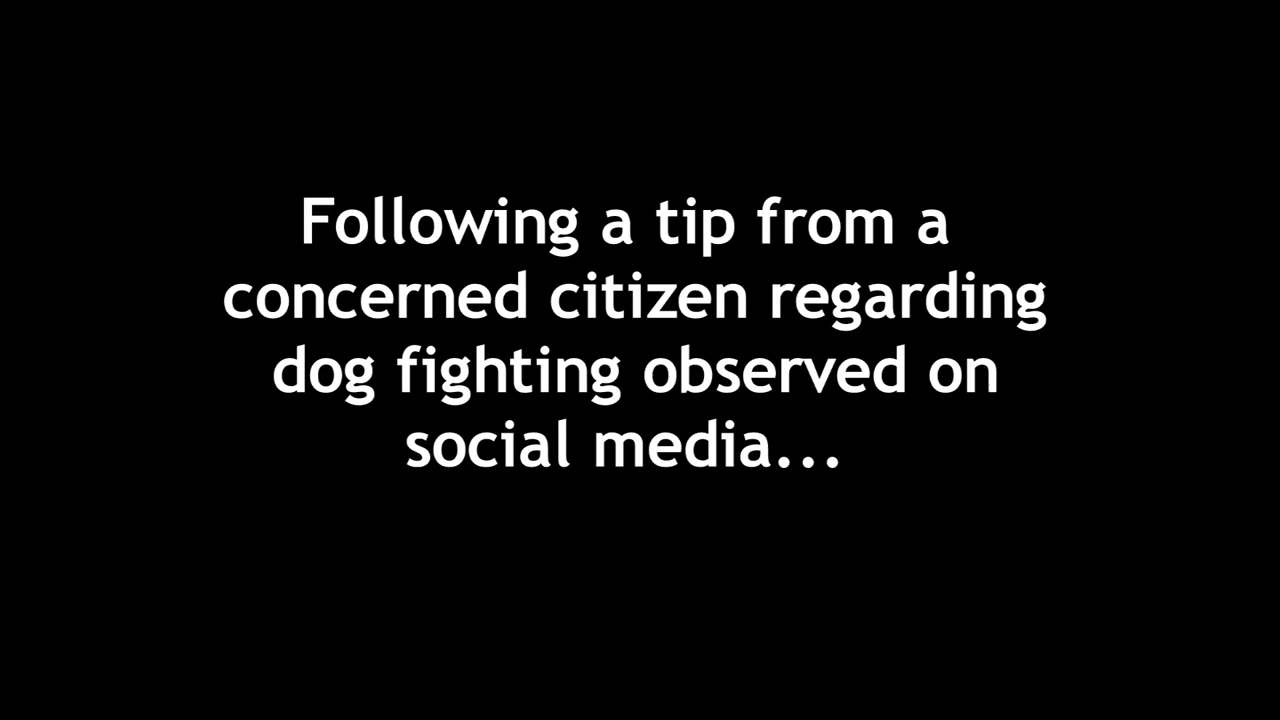 Following a tip from a
concerned citizen regarding
dog fighting observed on
social media...